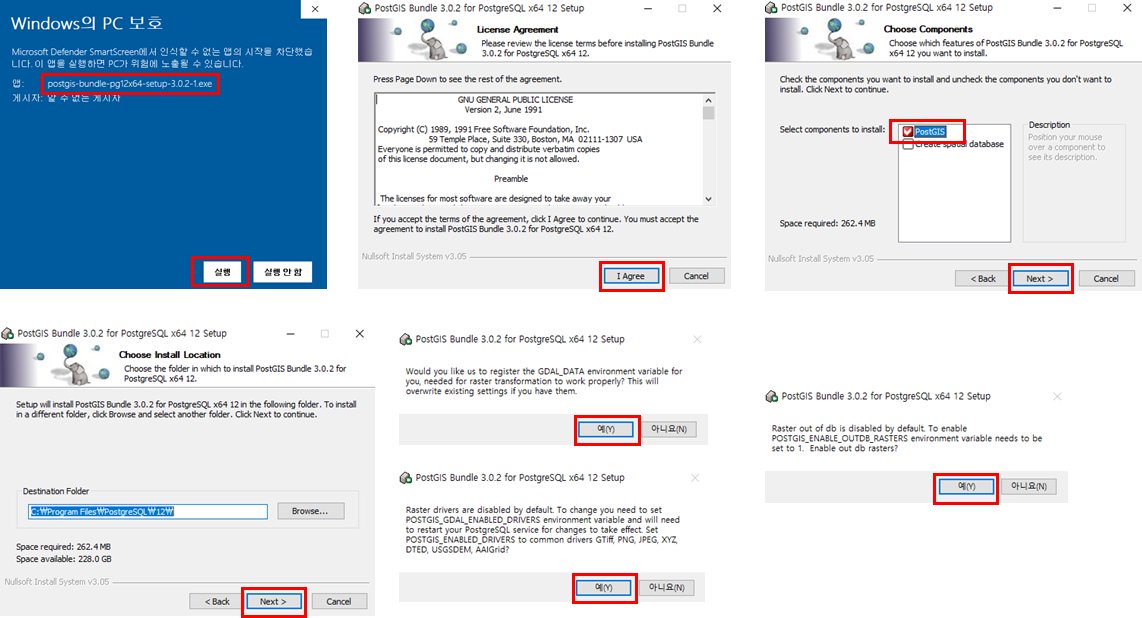 Windows의 PC 보호
Microsoft Defender SmartScreen에서 인식할 수 없는 앱의 시작을 차단했습
니다. 이 앱을 실행하면 PC가 위험에 노출될 수 있습니다.
앱: postgis-bundle-pg12x64-setup-3.0.2-1.exe
게시자: 알 수 없는 게시자
실행
실행 안 함
PostGIS Bundle 3.0.2 for PostgreSQL x64 12 Setup
License Agreement
Please review the license terms before installing PostGIS Bundle
3.0.2 for PostgreSQL x64 12.
Press Page Down to see the rest of the agreement.
GNU GENERAL PUBLIC LICENSE
Version 2, June 1991
Copyright (C) 1989, 1991 Free Software Foundation, Inc.
59 Temple Place, Suite 330, Boston, MA 02111-1307 USA
Everyone is permitted to copy and distribute verbatim copies
of this license document, but changing it is not allowed.
Preamble
The licenses for most software are designed to take away your
If you accept the terms of the agreement, click I Agree to continue. You must accept the
agreement to install PostGIS Bundle 3.0.2 for PostgreSQL x64 12.
Nullsoft Install System v3.05
I Agree
Cancel
PostGIS Bundle 3.0.2 for PostgreSQL x64 12 Setup
Choose Components
Choose which features of PostGIS Bundle 3.0.2 for PostgreSQL
x64 12 you want to install.
Check the components you want to install and uncheck the components you don't want to
install. Click Next to continue.
Select components to install:
PostGIS
Create spatial database
Description
Position your mouse
over a component to
see its description.
Space required: 262.4 MB
Nullsoft Install System v3.05
< Back
Next >
Cancel
PostGIS Bundle 3.0.2 for PostgreSQL x64 12 Setup
Choose Install Location
Choose the folder in which to install PostGIS Bundle 3.0.2 for
PostgreSQL x64 12.
Setup will install PostGIS Bundle 3.0.2 for PostgreSQL x64 12 in the following folder. To install
in a different folder, click Browse and select another folder. Click Next to continue.
Destination Folder
C:₩Program Files₩PostgreSQL₩12₩
Browse...
Space required: 262.4 MB
Space available: 228.0 GB
Nullsoft Install System v3.05
< Back
Next >
Cancel
PostGIS Bundle 3.0.2 for PostgreSQL x64 12 Setup
Would you like us to register the GDAL_DATA environment variable for
you, needed for raster transformation to work properly? This will
overwrite existing settings if you have them.
예(Y)
아니요(N)
PostGIS Bundle 3.0.2 for PostgreSQL x64 12 Setup
Raster drivers are disabled by default. To change you need to set
POSTGIS_GDAL_ENABLED_DRIVERS environment variable and will need
to restart your PostgreSQL service for changes to take effect. Set
POSTGIS_ENABLED_DRIVERS to common drivers GTiff, PNG, JPEG, XYZ,
DTED, USGSDEM, AAIGrid?
예(Y)
아니요(N)
PostGIS Bundle 3.0.2 for PostgreSQL x64 12 Setup
Raster out of db is disabled by default. To enable
POSTGIS_ENABLE_OUTDB_RASTERS environment variable needs to be
set to 1. Enable out db rasters?
예(Y)
아니요(N)